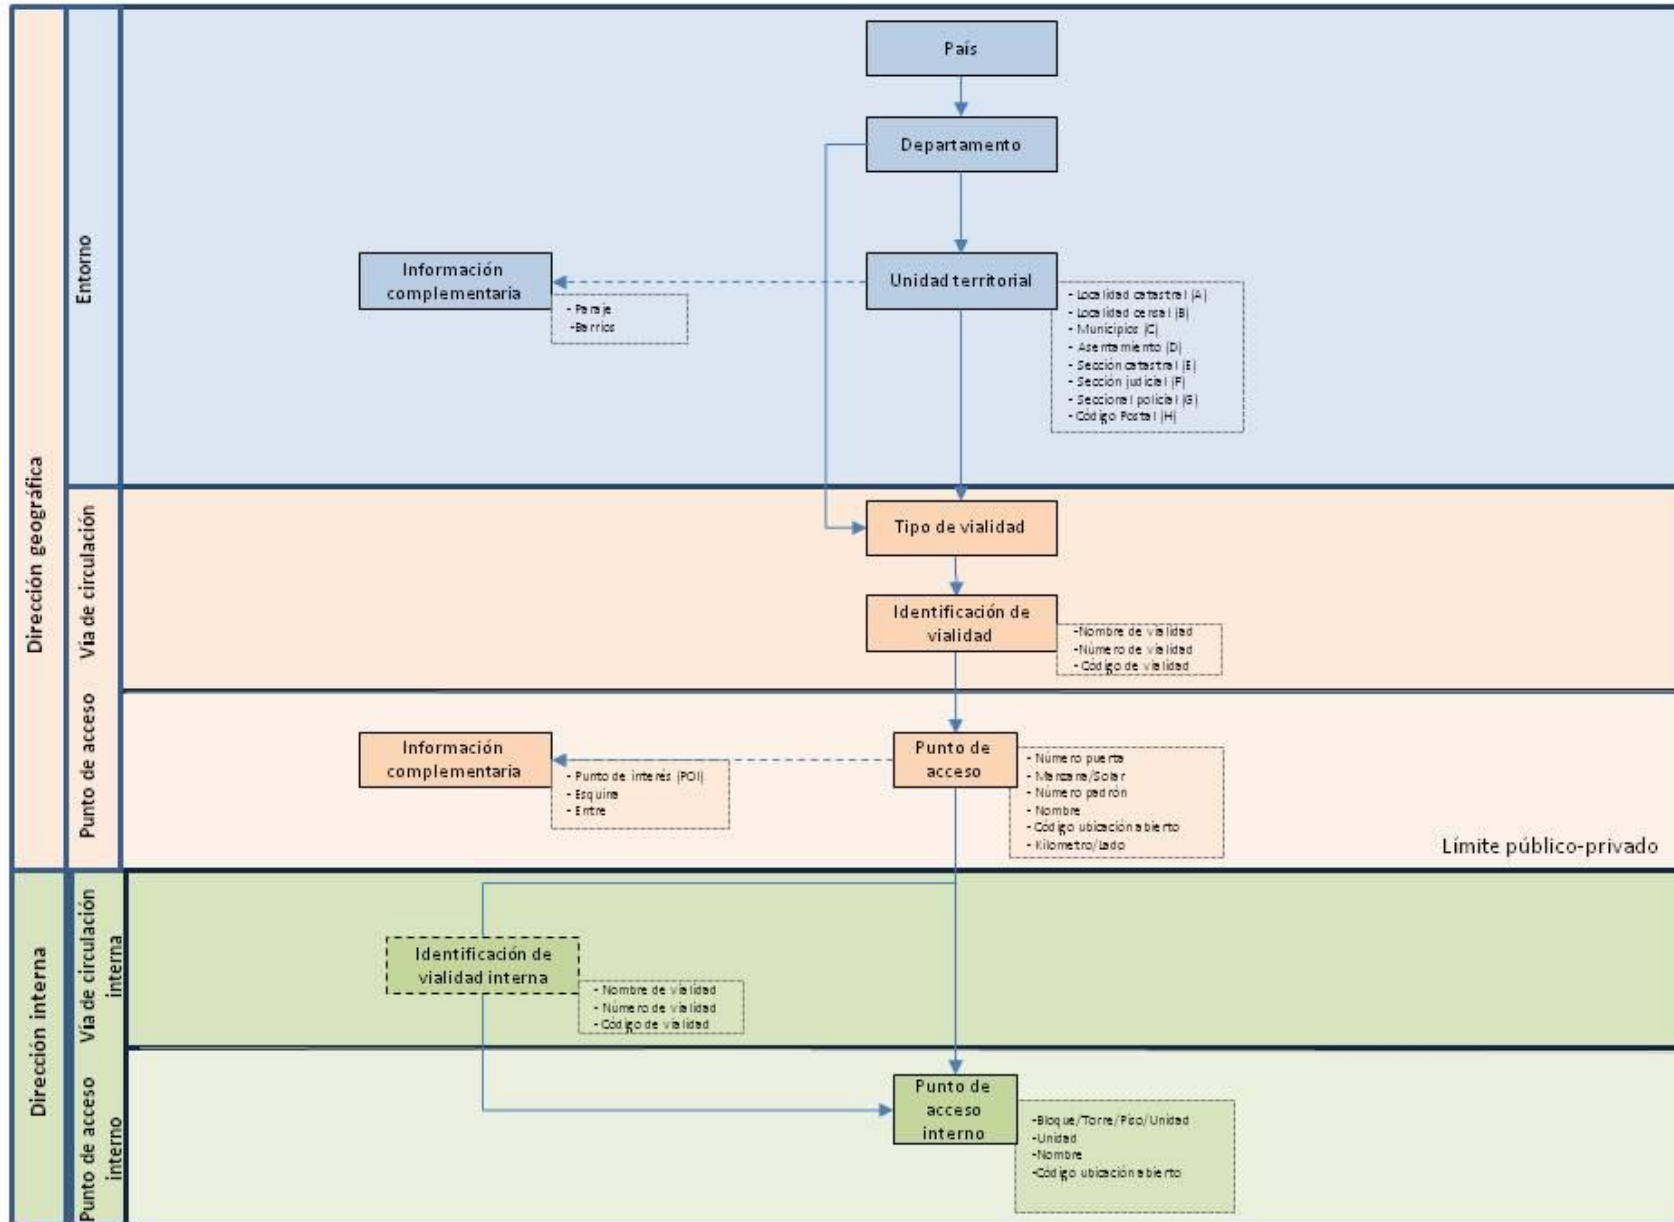 Dirección geográfica
Entorno
País
Departamento
Unidad territorial
- Localidad catastral (A)
- Localidad censal (B)
- Municipios (C)
- Asentamiento (D)
- Sección catastral (E)
- Sección judicial (F)
- Seccional policial (G)
- Código Postal (H)
Información
complementaria
- Paraje
-Barrios
Vía de circulación
Tipo de vialidad
Identificación de
vialidad
-Nombre de vialidad
-Número de vialidad
- Código de vialidad
Punto de acceso
Información
complementaria
- Punto de interés (POI)
- Esquina
- Entre
Punto de
acceso
- Número puerta
- Manzana/Solar
- Número padrón
- Nombre
- Código ubicación abierto
- Kilometro/Lado
Límite público-privado
Dirección interna
Vía de circulación
interna
Identificación de
vialidad interna
- Nombre de vialidad
- Número de vialidad
- Código de vialidad
Punto de acceso
interno
Punto de
acceso
interno
-Bloque/Torre/Piso/Unidad
-Unidad
-Nombre
-Código ubicación abierto